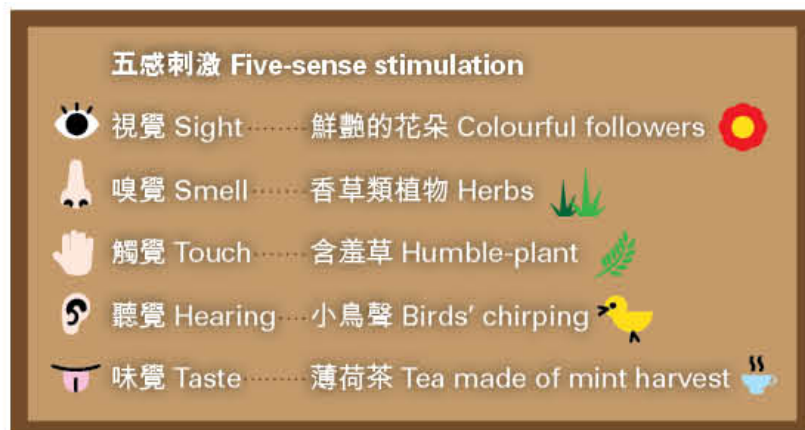 五感刺激 Five-sense stimulation
視覺 Sight········鮮艷的花朵 Colourful followers
嗅覺 Smell·······香草類植物 Herbs
觸覺 Touch·······含羞草 Humble-plant
聽覺 Hearing····小鳥聲 Birds' chirping
味覺 Taste·········薄荷茶 Tea made of mint harvest